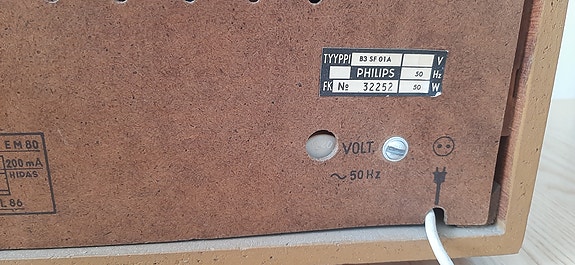 TYYPPI B3 SF 01A V
PHILIPS 50 Hz
FK № 32252 50 W
VOLT.
~ 50 Hz
EM 80
200 mA
HIDAS
L 86